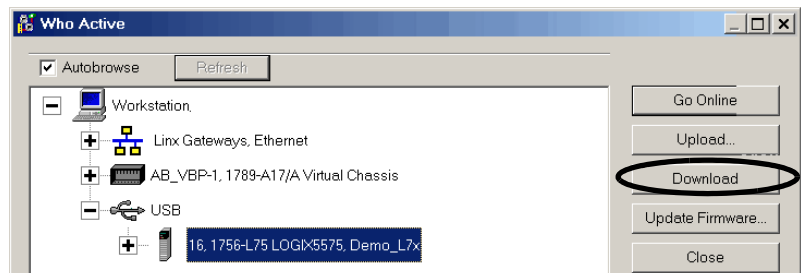 Who Active
Autobrowse
Refresh
Workstation,
Linx Gateways, Ethernet
AB_VBP-1, 1789-A17/A Virtual Chassis
USB
16, 1756-L75 LOGIX5575, Demo_L7x
Go Online
Upload...
Download
Update Firmware...
Close